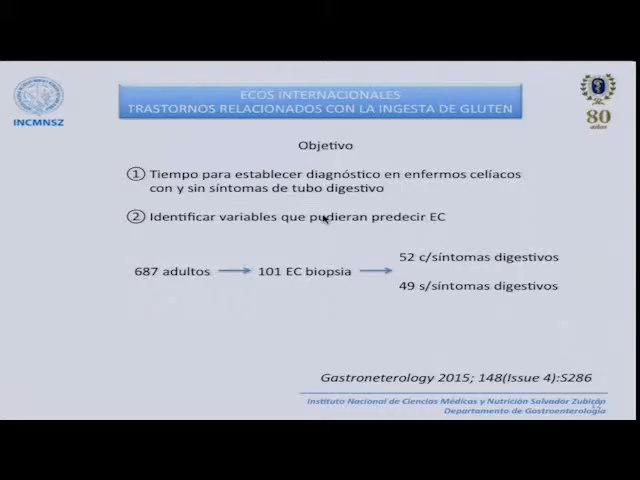 INCMNSZ
ECOS INTERNACIONALES
TRASTORNOS RELACIONADOS CON LA INGESTA DE GLUTEN
80
años
Objetivo
1 Tiempo para establecer diagnóstico en enfermos celíacos
con y sin síntomas de tubo digestivo
2 Identificar variables que pudieran predecir EC
687 adultos
101 EC biopsia
52 c/síntomas digestivos
49 s/síntomas digestivos
Gastroneterology 2015; 148(Issue 4):S286
Instituto Nacional de Ciencias Médicas y Nutrición Salvador Zubirán
Departamento de Gastroenterología